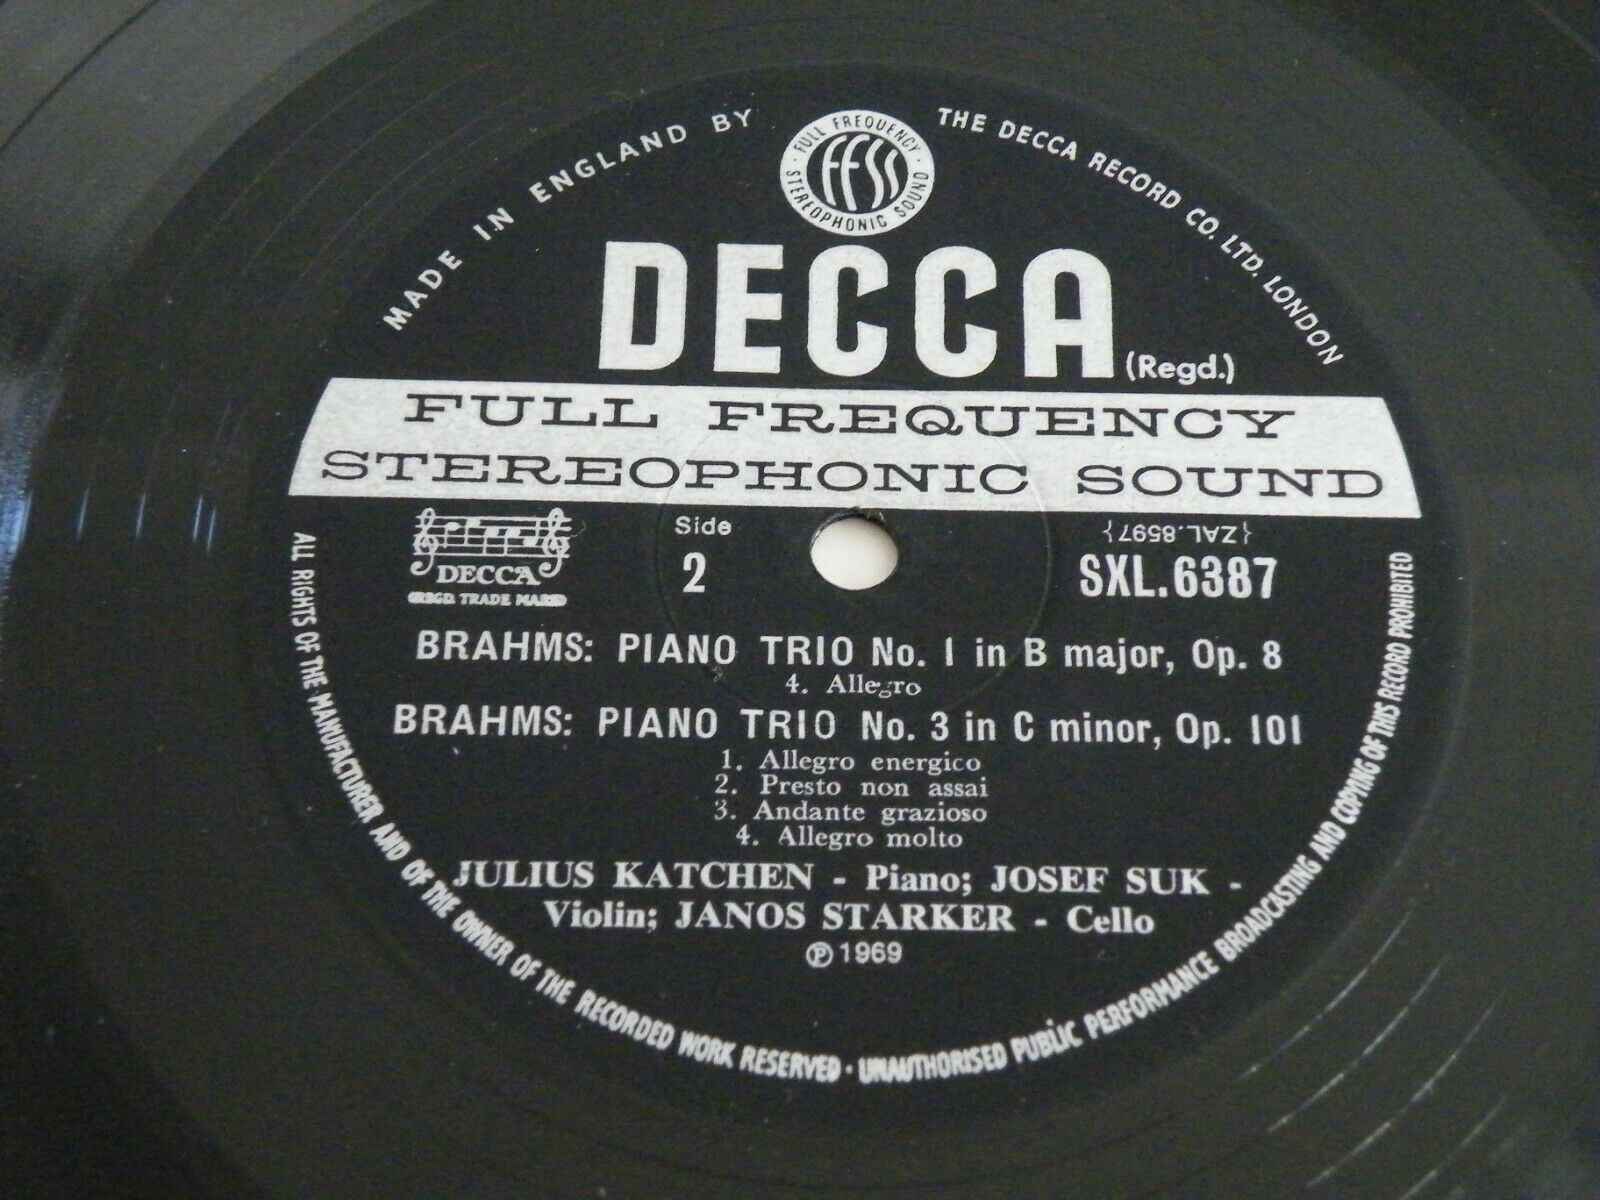 MADE IN ENGLAND BY
THE DECCA RECORD CO. LTD. LONDON
· FULL FREQUENCY ·
STEREOPHONIC SOUND
FFSS
DECCA
(Regd.)
FULL FREQUENCY
STEREOPHONIC SOUND
DECCA
(REGD. TRADE MARK)
Side
2
{ZAL.8597}
SXL.6387
BRAHMS: PIANO TRIO No. 1 in B major, Op. 8
4. Allegro
BRAHMS: PIANO TRIO No. 3 in C minor, Op. 101
1. Allegro energico
2. Presto non assai
3. Andante grazioso
4. Allegro molto
JULIUS KATCHEN - Piano; JOSEF SUK -
Violin; JANOS STARKER - Cello
℗ 1969
ALL RIGHTS OF THE MANUFACTURER AND OF THE OWNER OF THE RECORDED WORK RESERVED · UNAUTHORISED PUBLIC PERFORMANCE BROADCASTING AND COPYING OF THIS RECORD PROHIBITED